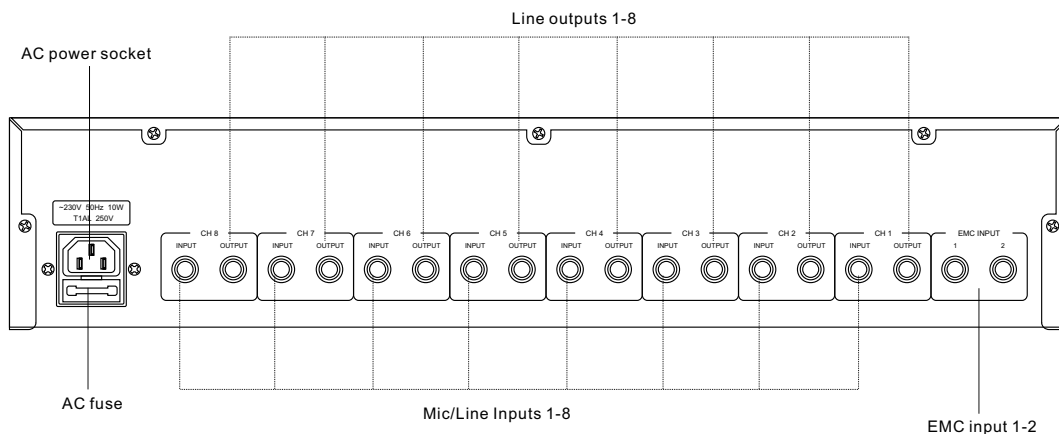 Line outputs 1-8
AC power socket
~230V 50Hz 10W
T1AL 250V
CH 8 CH 7 CH 6 CH 5 CH 4 CH 3 CH 2 CH 1 EMC INPUT
INPUT OUTPUT INPUT OUTPUT INPUT OUTPUT INPUT OUTPUT INPUT OUTPUT INPUT OUTPUT INPUT OUTPUT INPUT OUTPUT 1 2
AC fuse
Mic/Line Inputs 1-8
EMC input 1-2